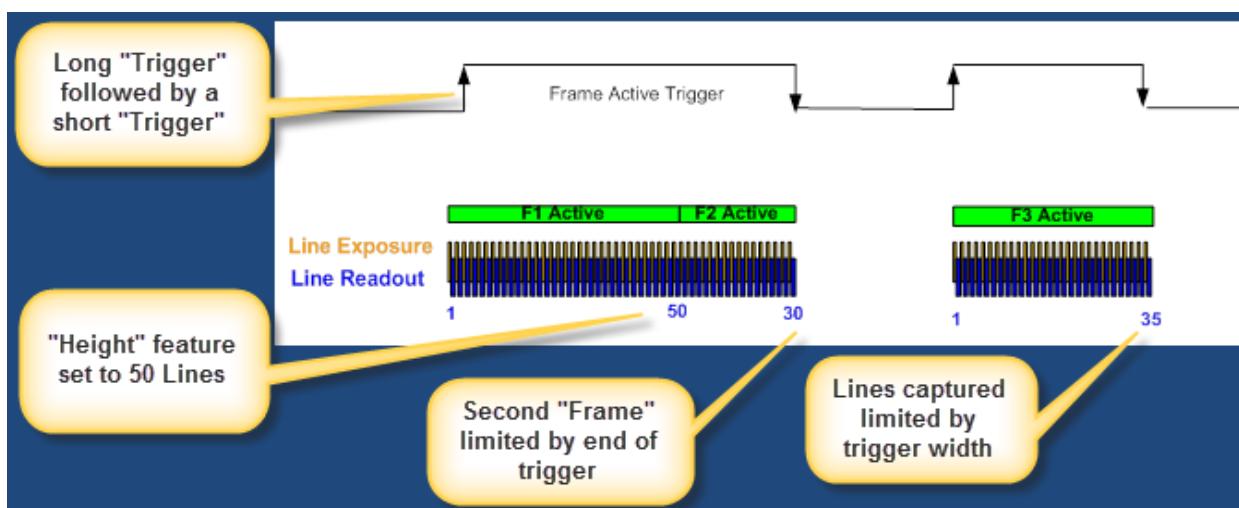 Long "Trigger"
followed by a
short "Trigger"
Frame Active Trigger
F1 Active
F2 Active
F3 Active
Line Exposure
Line Readout
1
50
30
1
35
"Height" feature
set to 50 Lines
Second "Frame"
limited by end of
trigger
Lines captured
limited by
trigger width